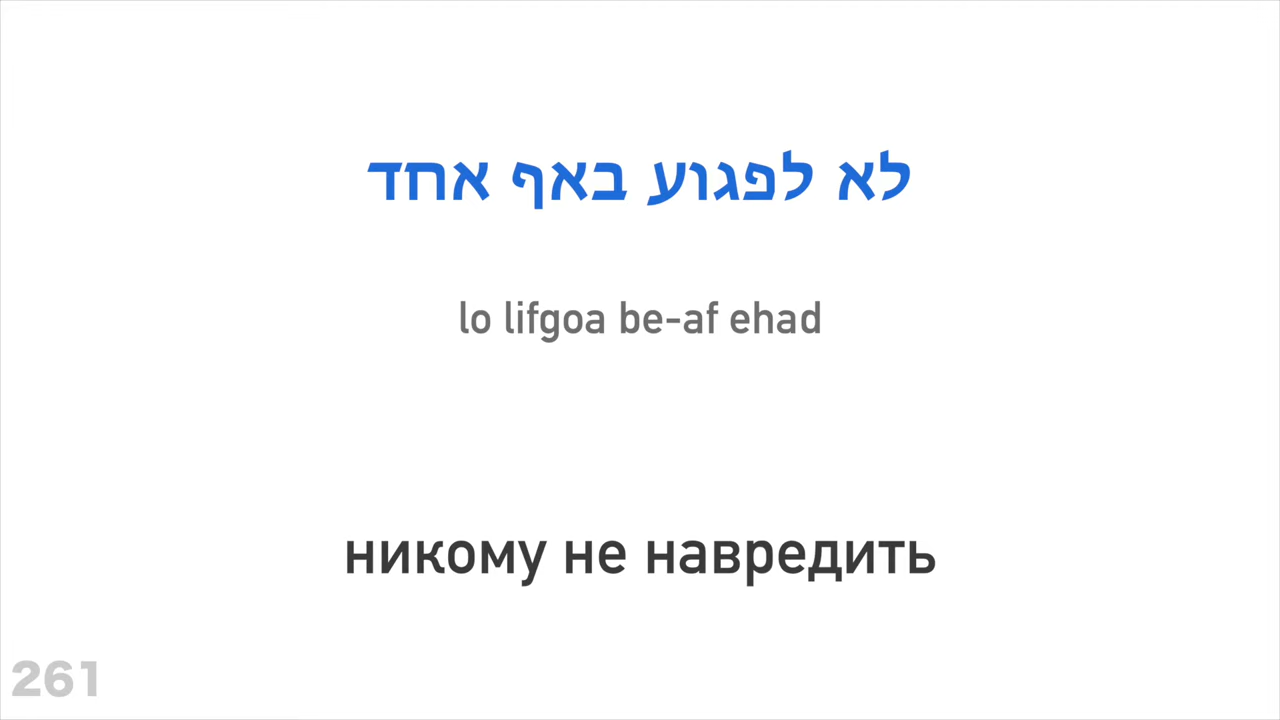 לא לפגוע באף אחד
lo lifgoa be-af ehad
никому не навредить
261